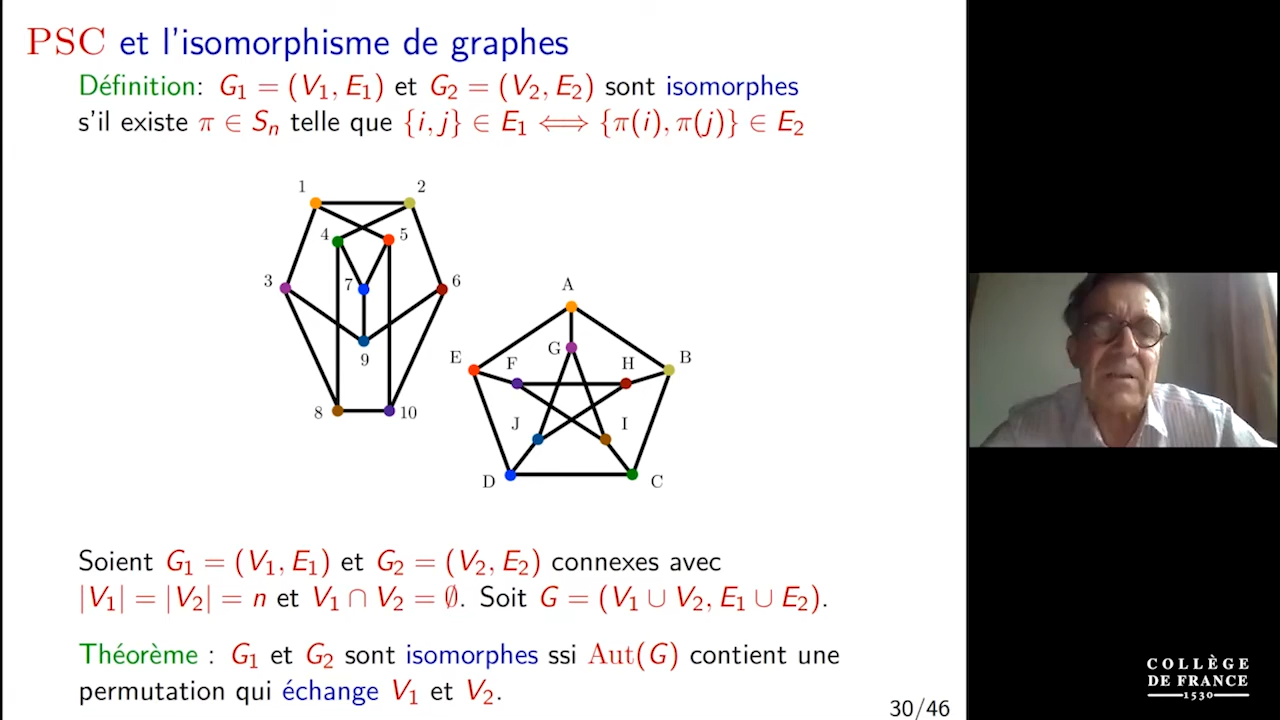 PSC et l'isomorphisme de graphes
Définition: G₁ = (V₁, E₁) et G₂ = (V₂, E₂) sont isomorphes
s'il existe π ∈ Sₙ telle que {i, j} ∈ E₁ ⟺ {π(i), π(j)} ∈ E₂
1 2
4 5
3 7 6
9
8 10
A
E F G H B
J I
D C
Soient G₁ = (V₁, E₁) et G₂ = (V₂, E₂) connexes avec
|V₁| = |V₂| = n et V₁ ∩ V₂ = ∅. Soit G = (V₁ ∪ V₂, E₁ ∪ E₂).
Théorème : G₁ et G₂ sont isomorphes ssi Aut(G) contient une
permutation qui échange V₁ et V₂.
30/46
COLLÈGE
DE FRANCE
1530